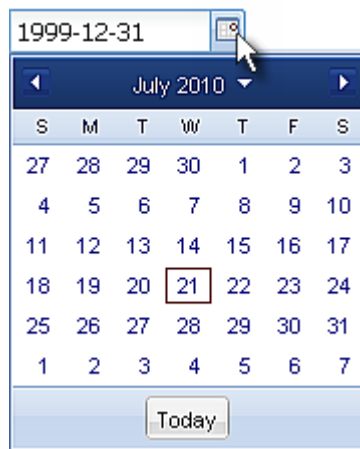 1999-12-31
July 2010
S M T W T F S
27 28 29 30 1 2 3
4 5 6 7 8 9 10
11 12 13 14 15 16 17
18 19 20 21 22 23 24
25 26 27 28 29 30 31
1 2 3 4 5 6 7
Today